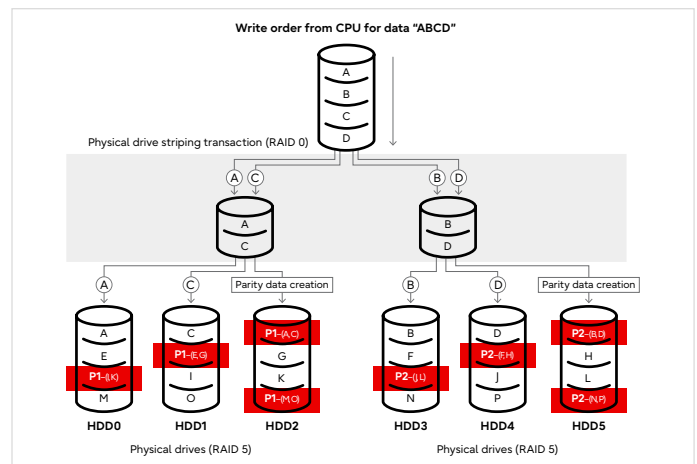 Write order from CPU for data “ABCD”
A
B
C
D
Physical drive striping transaction (RAID 0)
A C B D
A
C
B
D
A C Parity data creation B D Parity data creation
A C P1–(A,C) B D P2–(B,D)
E P1–(E,G) G F P2–(F,H) H
P1–(I,K) I K P2–(J,L) J L
M O P1–(M,O) N P P2–(N,P)
HDD0 HDD1 HDD2 HDD3 HDD4 HDD5
Physical drives (RAID 5) Physical drives (RAID 5)